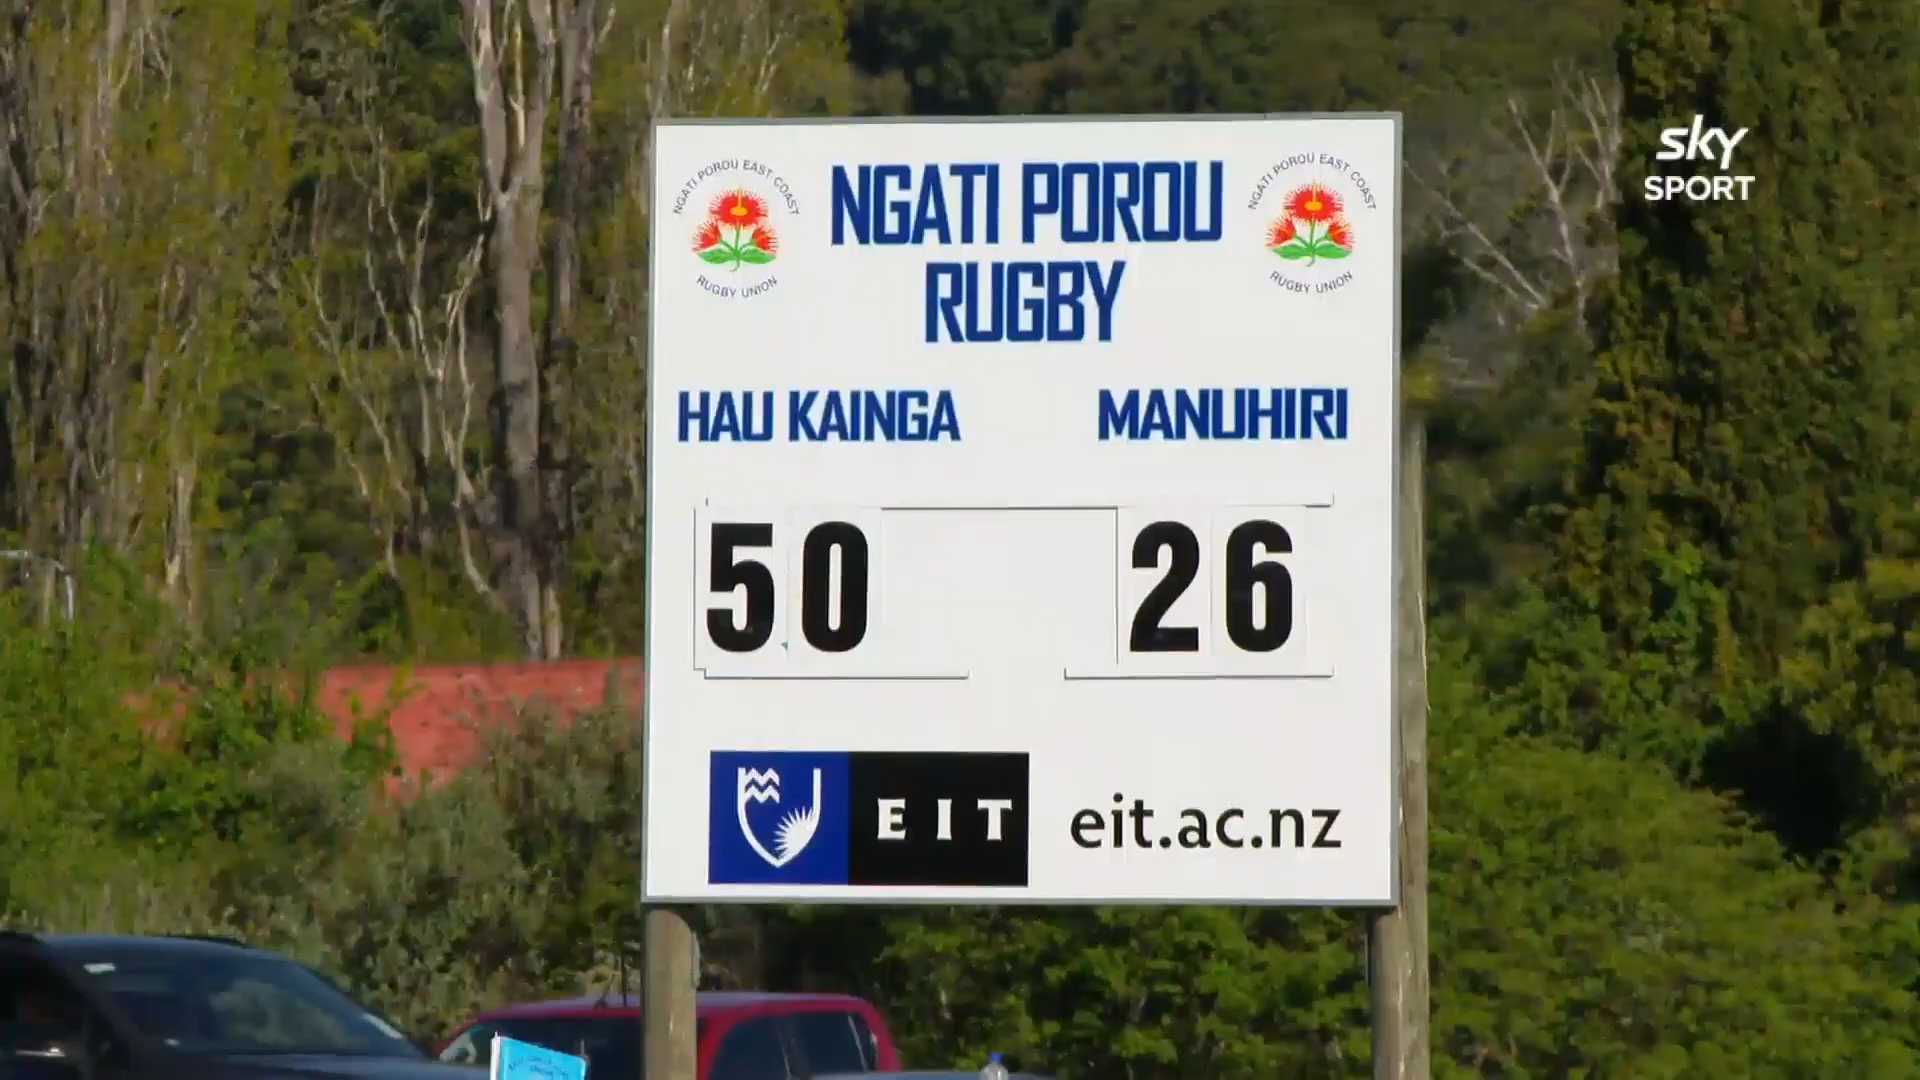 sky
SPORT
NGATI POROU EAST COAST
RUGBY UNION
NGATI POROU
RUGBY
NGATI POROU EAST COAST
RUGBY UNION
HAU KAINGA
MANUHIRI
50
26
EIT
eit.ac.nz